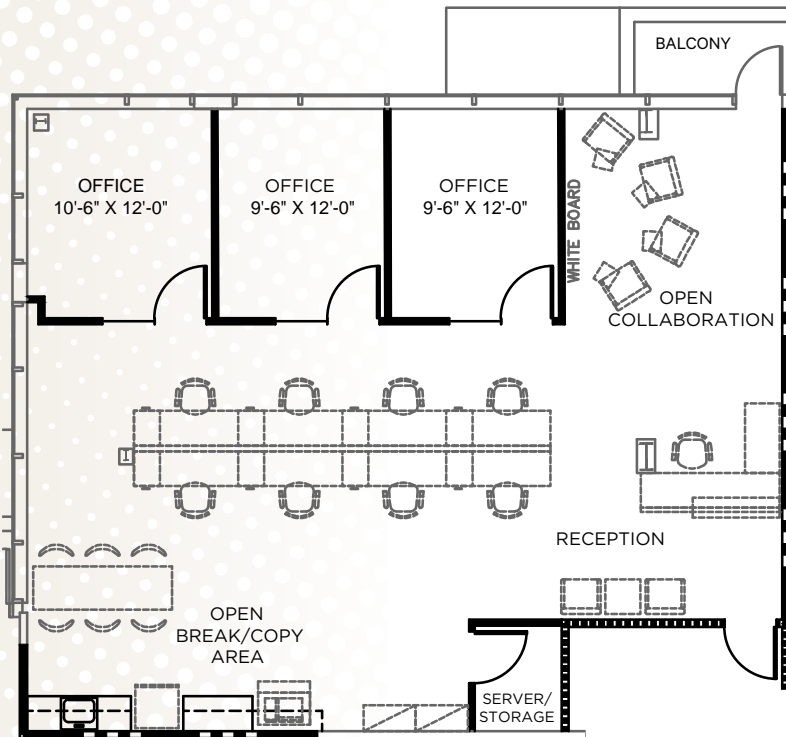 BALCONY
OFFICE
10'-6" X 12'-0"
OFFICE
9'-6" X 12'-0"
OFFICE
9'-6" X 12'-0"
WHITE BOARD
OPEN
COLLABORATION
RECEPTION
OPEN
BREAK/COPY
AREA
SERVER/
STORAGE